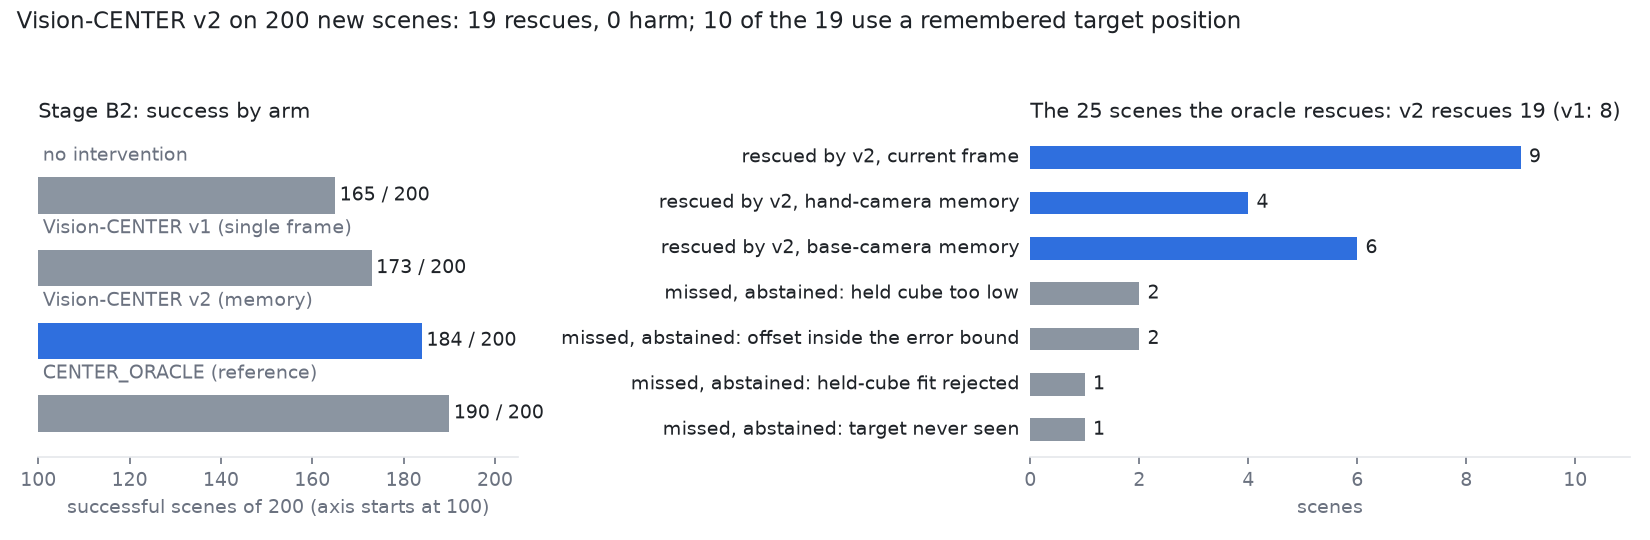 Vision-CENTER v2 on 200 new scenes: 19 rescues, 0 harm; 10 of the 19 use a remembered target position
Stage B2: success by arm
no intervention
165 / 200
Vision-CENTER v1 (single frame)
173 / 200
Vision-CENTER v2 (memory)
184 / 200
CENTER_ORACLE (reference)
190 / 200
100 120 140 160 180 200
successful scenes of 200 (axis starts at 100)
The 25 scenes the oracle rescues: v2 rescues 19 (v1: 8)
rescued by v2, current frame 9
rescued by v2, hand-camera memory 4
rescued by v2, base-camera memory 6
missed, abstained: held cube too low 2
missed, abstained: offset inside the error bound 2
missed, abstained: held-cube fit rejected 1
missed, abstained: target never seen 1
0 2 4 6 8 10
scenes